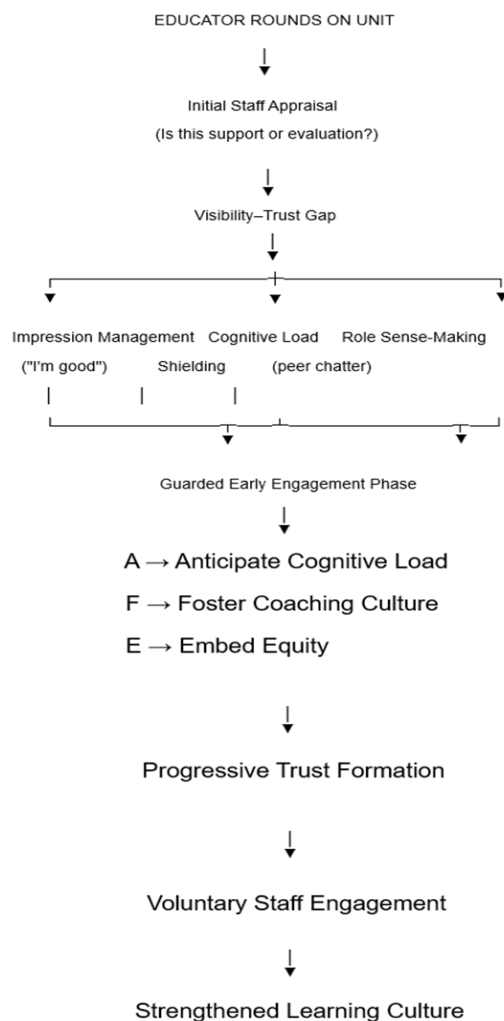 EDUCATOR ROUNDS ON UNIT
Initial Staff Appraisal
(Is this support or evaluation?)
Visibility–Trust Gap
Impression Management Cognitive Load Role Sense-Making
("I'm good") Shielding (peer chatter)
Guarded Early Engagement Phase
A → Anticipate Cognitive Load
F → Foster Coaching Culture
E → Embed Equity
Progressive Trust Formation
Voluntary Staff Engagement
Strengthened Learning Culture